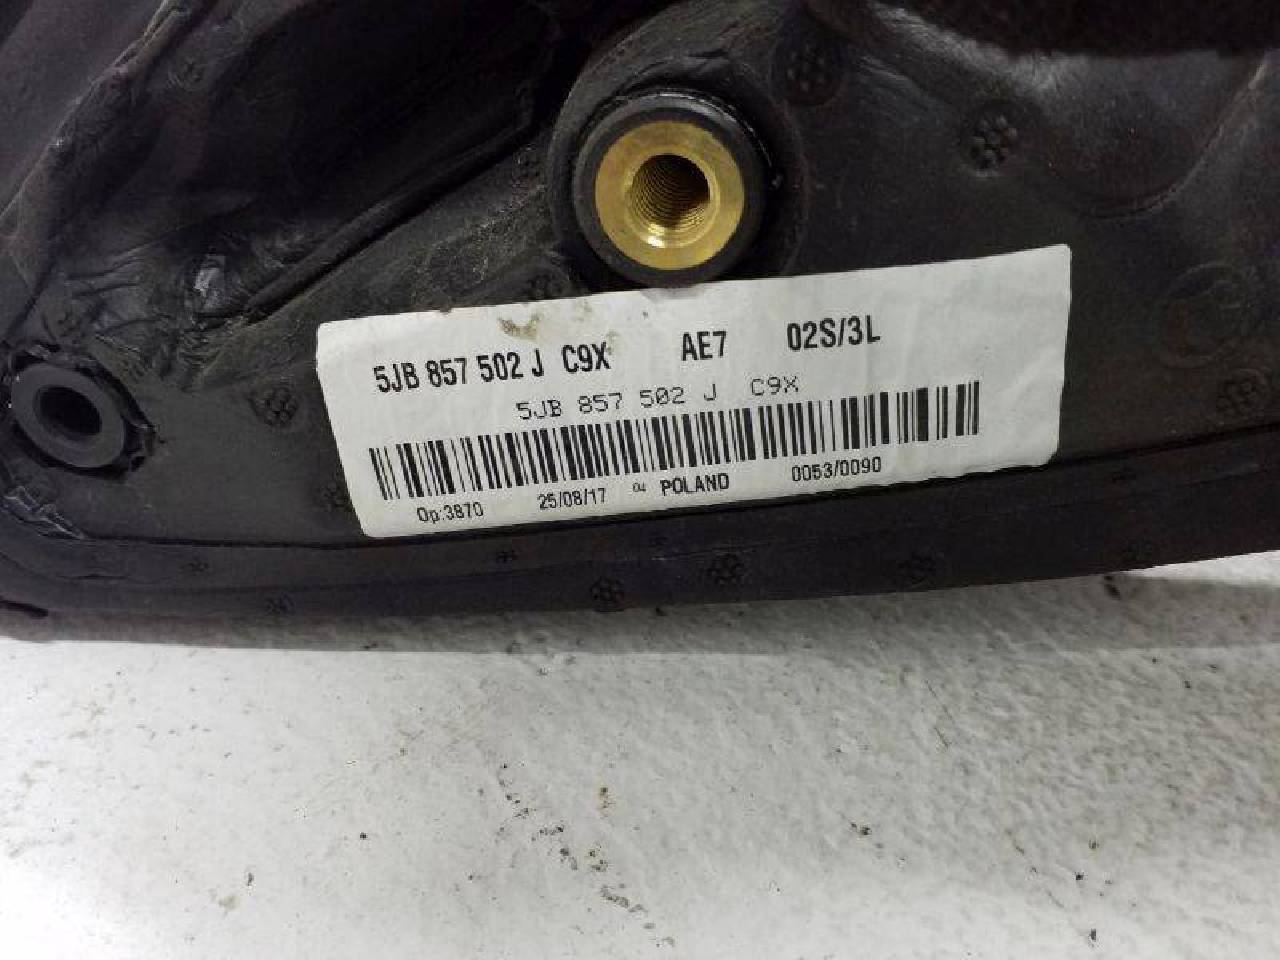 5JB 857 502 J C9X AE7 02S/3L
5JB 857 502 J C9X
Op:3870 25/08/17 04 POLAND 0053/0090